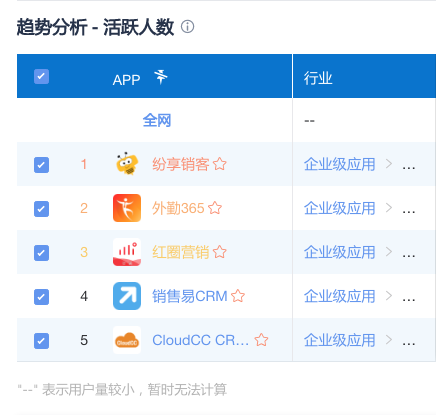 趋势分析 - 活跃人数
APP 行业
全网 --
1 纷享销客 企业级应用 > ...
2 外勤365 企业级应用 > ...
3 红圈营销 企业级应用 > ...
4 销售易CRM 企业级应用 > ...
5 CloudCC CR... 企业级应用 > ...
"--" 表示用户量较小，暂时无法计算